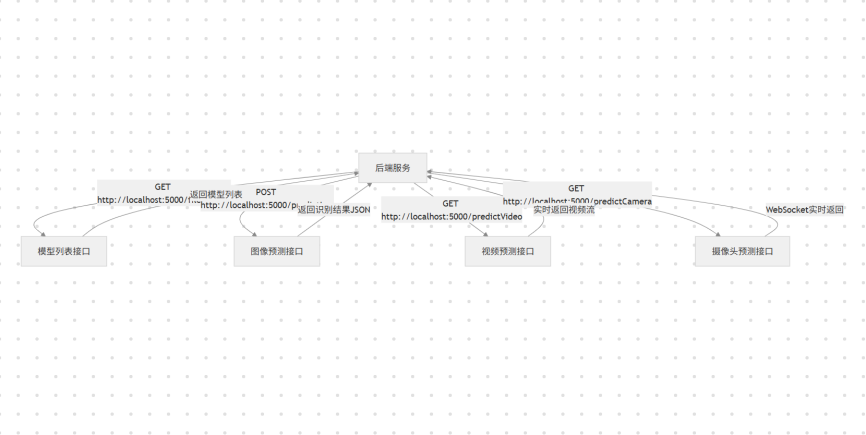 后端服务
GET
http://localhost:5000/
返回模型列表
POST
http://localhost:5000/
返回识别结果JSON
GET
http://localhost:5000/predictVideo
实时返回视频流
GET
http://localhost:5000/predictCamera
WebSocket实时返回
模型列表接口
图像预测接口
视频预测接口
摄像头预测接口